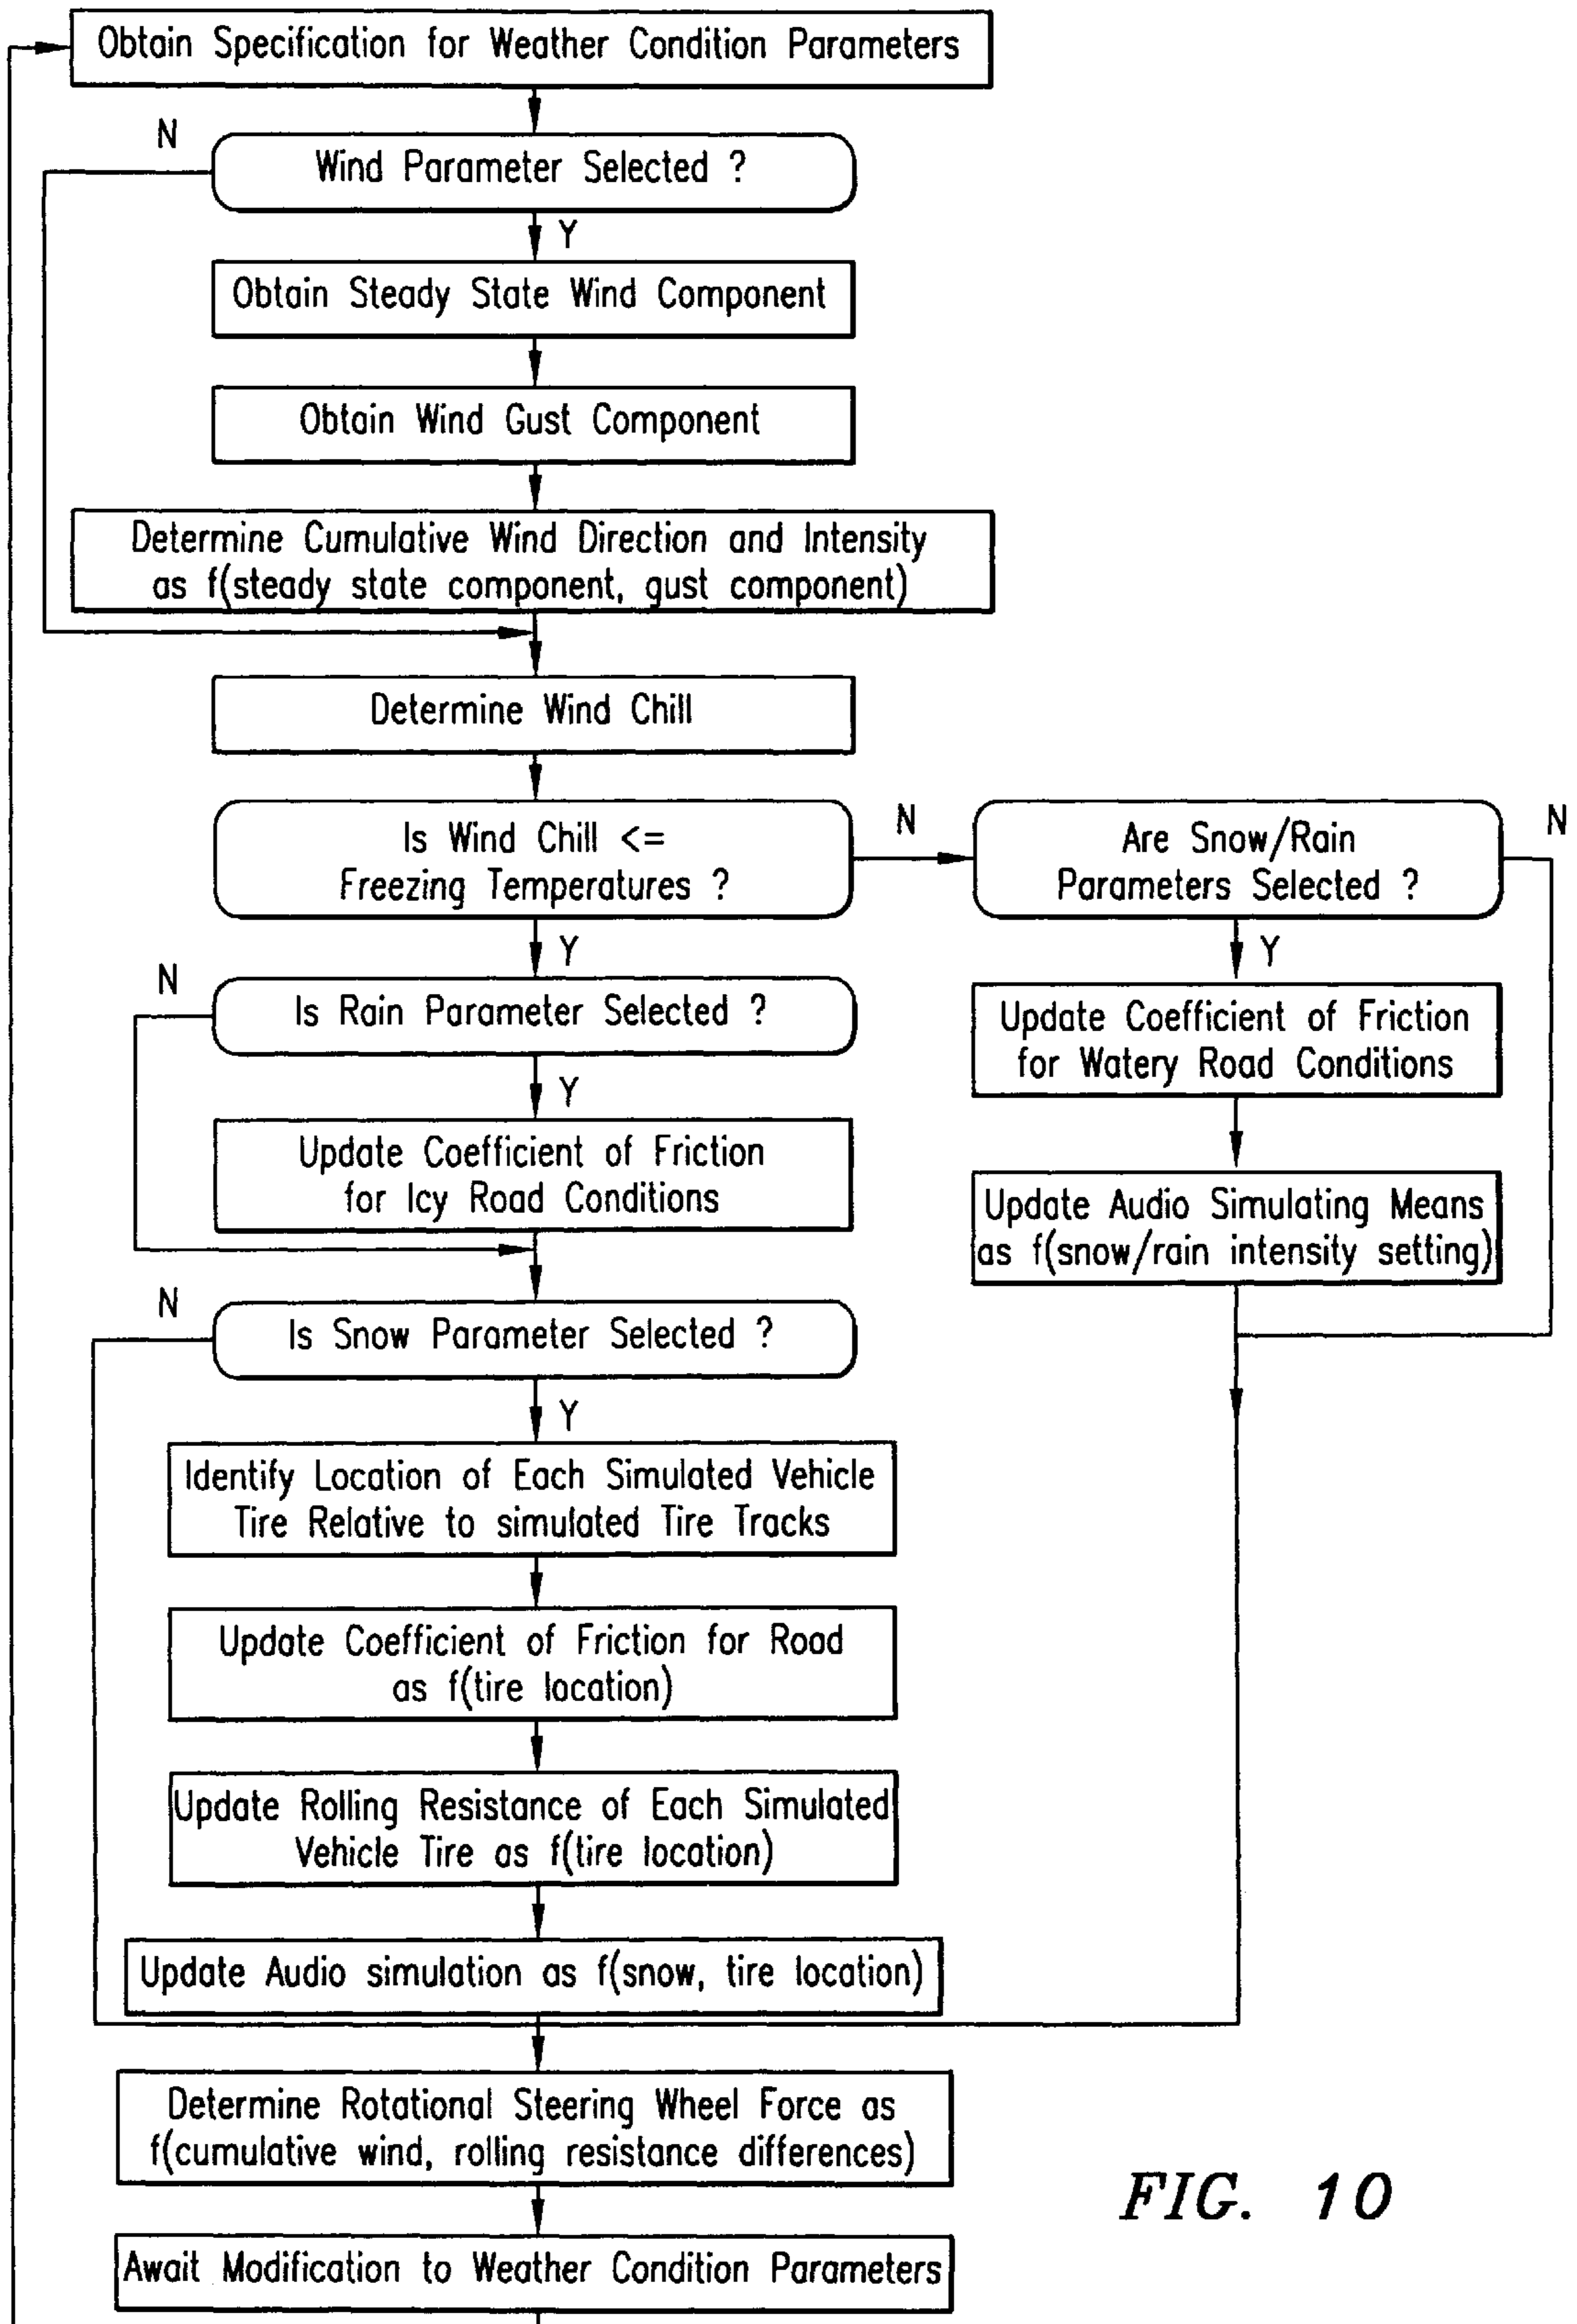 Obtain Specification for Weather Condition Parameters
N
Wind Parameter Selected ?
Y
Obtain Steady State Wind Component
Obtain Wind Gust Component
Determine Cumulative Wind Direction and Intensity
as f(steady state component, gust component)
Determine Wind Chill
Is Wind Chill <=
Freezing Temperatures ?
N
Are Snow/Rain
Parameters Selected ?
N
Y
Y
N
Is Rain Parameter Selected ?
Update Coefficient of Friction
for Watery Road Conditions
Y
Update Coefficient of Friction
for Icy Road Conditions
Update Audio Simulating Means
as f(snow/rain intensity setting)
N
Is Snow Parameter Selected ?
Y
Identify Location of Each Simulated Vehicle
Tire Relative to simulated Tire Tracks
Update Coefficient of Friction for Road
as f(tire location)
Update Rolling Resistance of Each Simulated
Vehicle Tire as f(tire location)
Update Audio simulation as f(snow, tire location)
Determine Rotational Steering Wheel Force as
f(cumulative wind, rolling resistance differences)
FIG. 10
Await Modification to Weather Condition Parameters